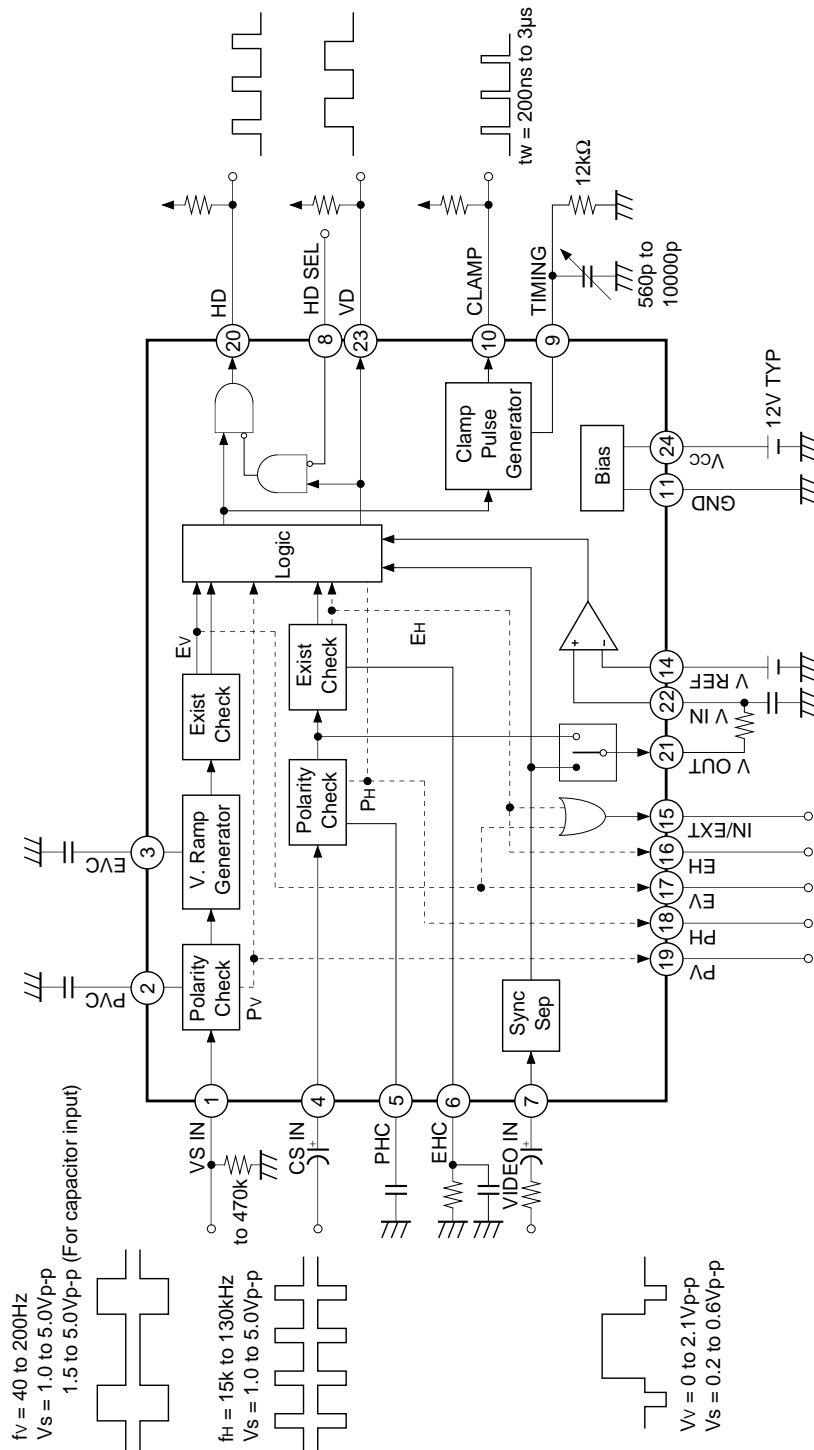 fV = 40 to 200Hz
VS = 1.0 to 5.0Vp-p
1.5 to 5.0Vp-p (For capacitor input)
fH = 15k to 130kHz
VS = 1.0 to 5.0Vp-p
VV = 0 to 2.1Vp-p
VS = 0.2 to 0.6Vp-p
VS IN
to 470k
CS IN
+
PHC
EHC
VIDEO IN
+
1
4
5
6
7
PVC
2
EVC
3
Polarity
Check
PV
V. Ramp
Generator
Exist
Check
EV
Polarity
Check
PH
Exist
Check
EH
Sync
Sep
Logic
Clamp
Pulse
Generator
Bias
+
−
19
PV
18
PH
17
EV
16
EH
15
IN/EXT
21
V OUT
22
V IN
14
V REF
11
GND
24
VCC
12V TYP
20
HD
8
HD SEL
23
VD
10
CLAMP
9
TIMING
tw = 200ns to 3µs
12kΩ
560p to
10000p